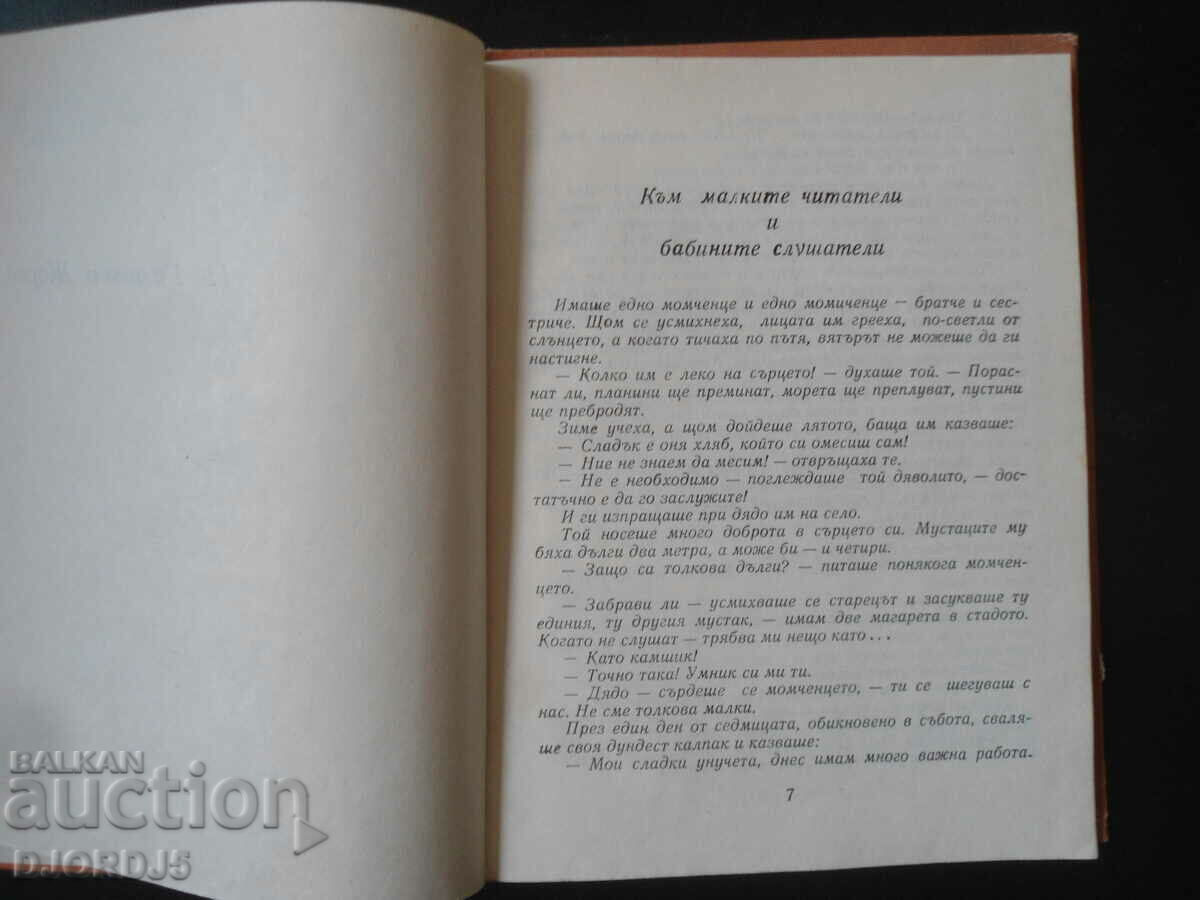 Към малките читатели
и
бабините слушатели
Имаше едно момченце и едно момиченце — братче и сес-
триче. Щом се усмихнеха, лицата им грееха, по-светли от
слънцето, а когато тичаха по пътя, вятърът не можеше да ги
настигне.
— Колко им е леко на сърцето! — духаше той. — Порас-
нат ли, планини ще преминат, морета ще преплуват, пустини
ще пребродят.
Зиме учеха, а щом дойдеше лятото, баща им казваше:
— Сладък е оня хляб, който си омесиш сам!
— Ние не знаем да месим! — отвръщаха те.
— Не е необходимо — поглеждаше той дяволито, — дос-
татъчно е да го заслужите!
И ги изпращаше при дядо им на село.
Той носеше много доброта в сърцето си. Мустаците му
бяха дълги два метра, а може би — и четири.
— Защо са толкова дълги? — питаше понякога момчен-
цето.
— Забрави ли — усмихваше се старецът и засукваше ту
единия, ту другия мустак, — имам две магарета в стадото.
Когато не слушат — трябва ми нещо като...
— Като камшик!
— Точно така! Умник си ми ти.
— Дядо — сърдеше се момченцето, — ти се шегуваш с
нас. Не сме толкова малки.
През един ден от седмицата, обикновено в събота, сваля-
ше своя дундест калпак и казваше:
— Мои сладки унучета, днес имам много важна работа.
7
BALKAN
auction
DJORDJ5